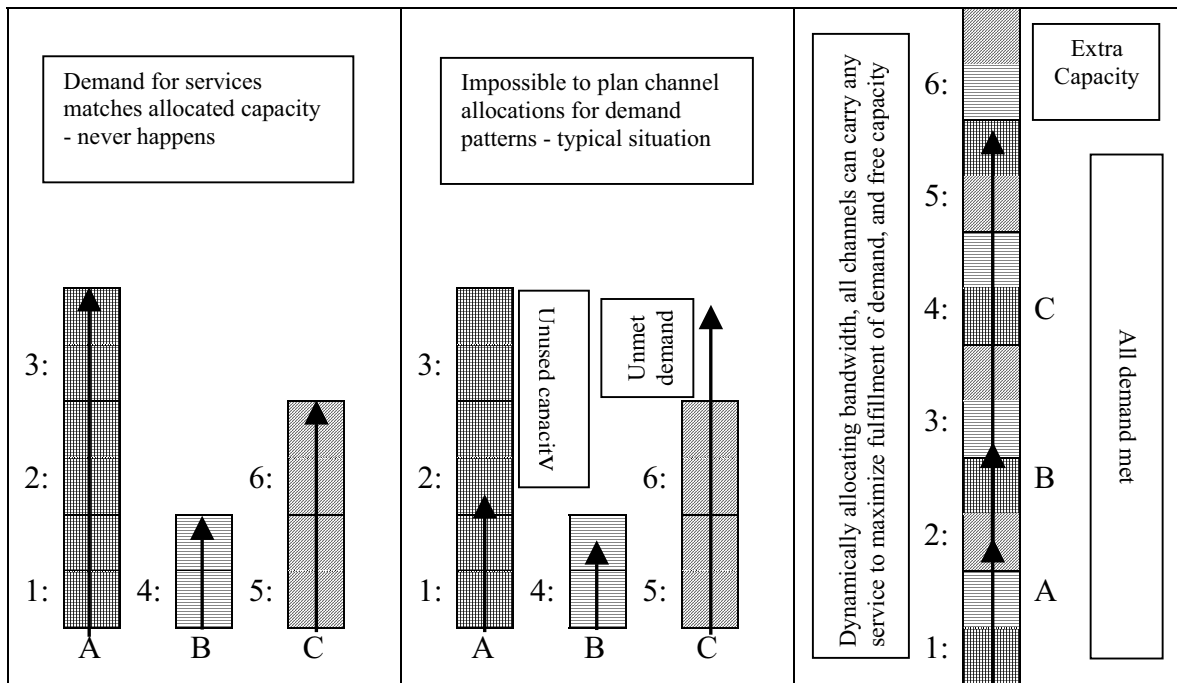 Demand for services
matches allocated capacity
- never happens
3:
2:
6:
1:
4:
5:
A
B
C
Impossible to plan channel
allocations for demand
patterns - typical situation
Unused capacity
Unmet
demand
3:
2:
6:
1:
4:
5:
A
B
C
Dynamically allocating bandwidth, all channels can carry any
service to maximize fulfillment of demand, and free capacity
6:
5:
4:
3:
2:
1:
C
B
A
Extra
Capacity
All demand met